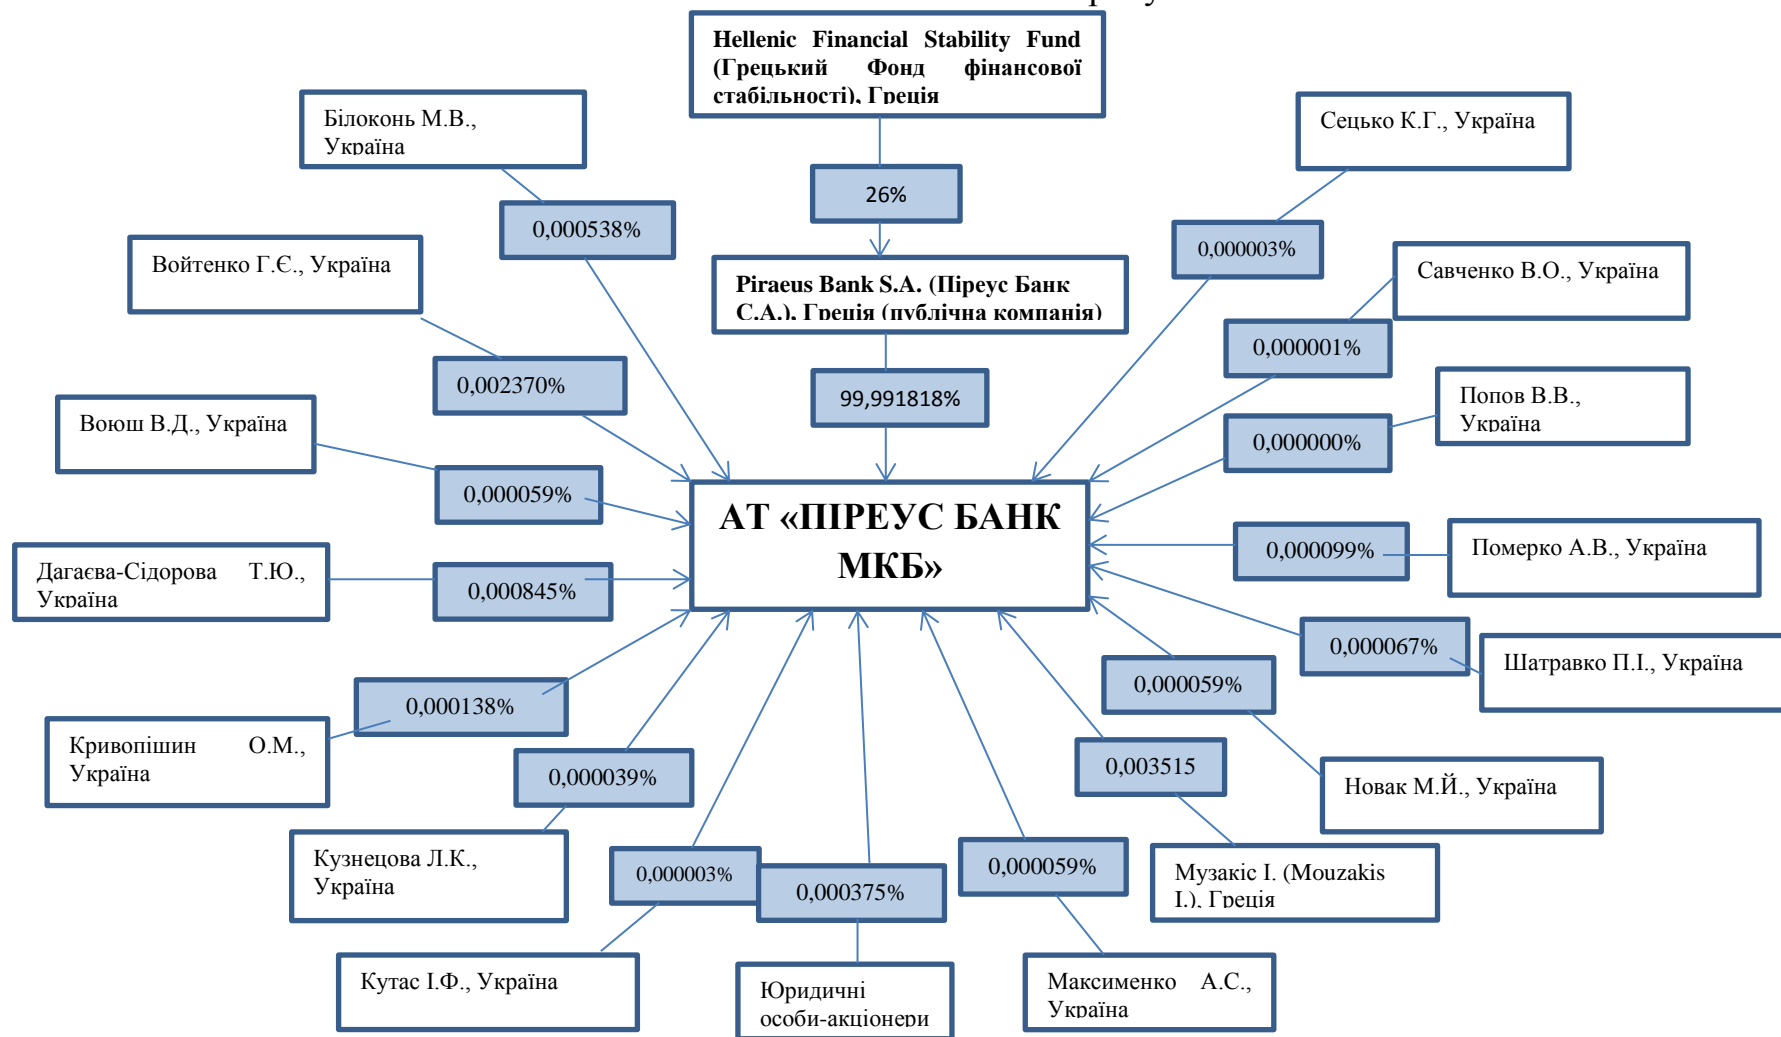 Hellenic Financial Stability Fund
(Грецький Фонд фінансової
стабільності), Греція
26%
Piraeus Bank S.A. (Піреус Банк
С.А.), Греція (публічна компанія)
99,991818%
АТ «ПІРЕУС БАНК
МКБ»
Білоконь М.В.,
Україна
0,000538%
Войтенко Г.Є., Україна
0,002370%
Воюш В.Д., Україна
0,000059%
Дагаєва-Сідорова Т.Ю.,
Україна
0,000845%
Кривопішин О.М.,
Україна
0,000138%
Кузнецова Л.К.,
Україна
0,000039%
Кутас І.Ф., Україна
0,000003%
Юридичні
особи-акціонери
0,000375%
Максименко А.С.,
Україна
0,000059%
Музакіс І. (Mouzakis
I.), Греція
0,003515
Новак М.Й., Україна
0,000059%
Шатравко П.І., Україна
0,000067%
Померко А.В., Україна
0,000099%
Попов В.В.,
Україна
0,000000%
Савченко В.О., Україна
0,000001%
Сецько К.Г., Україна
0,000003%